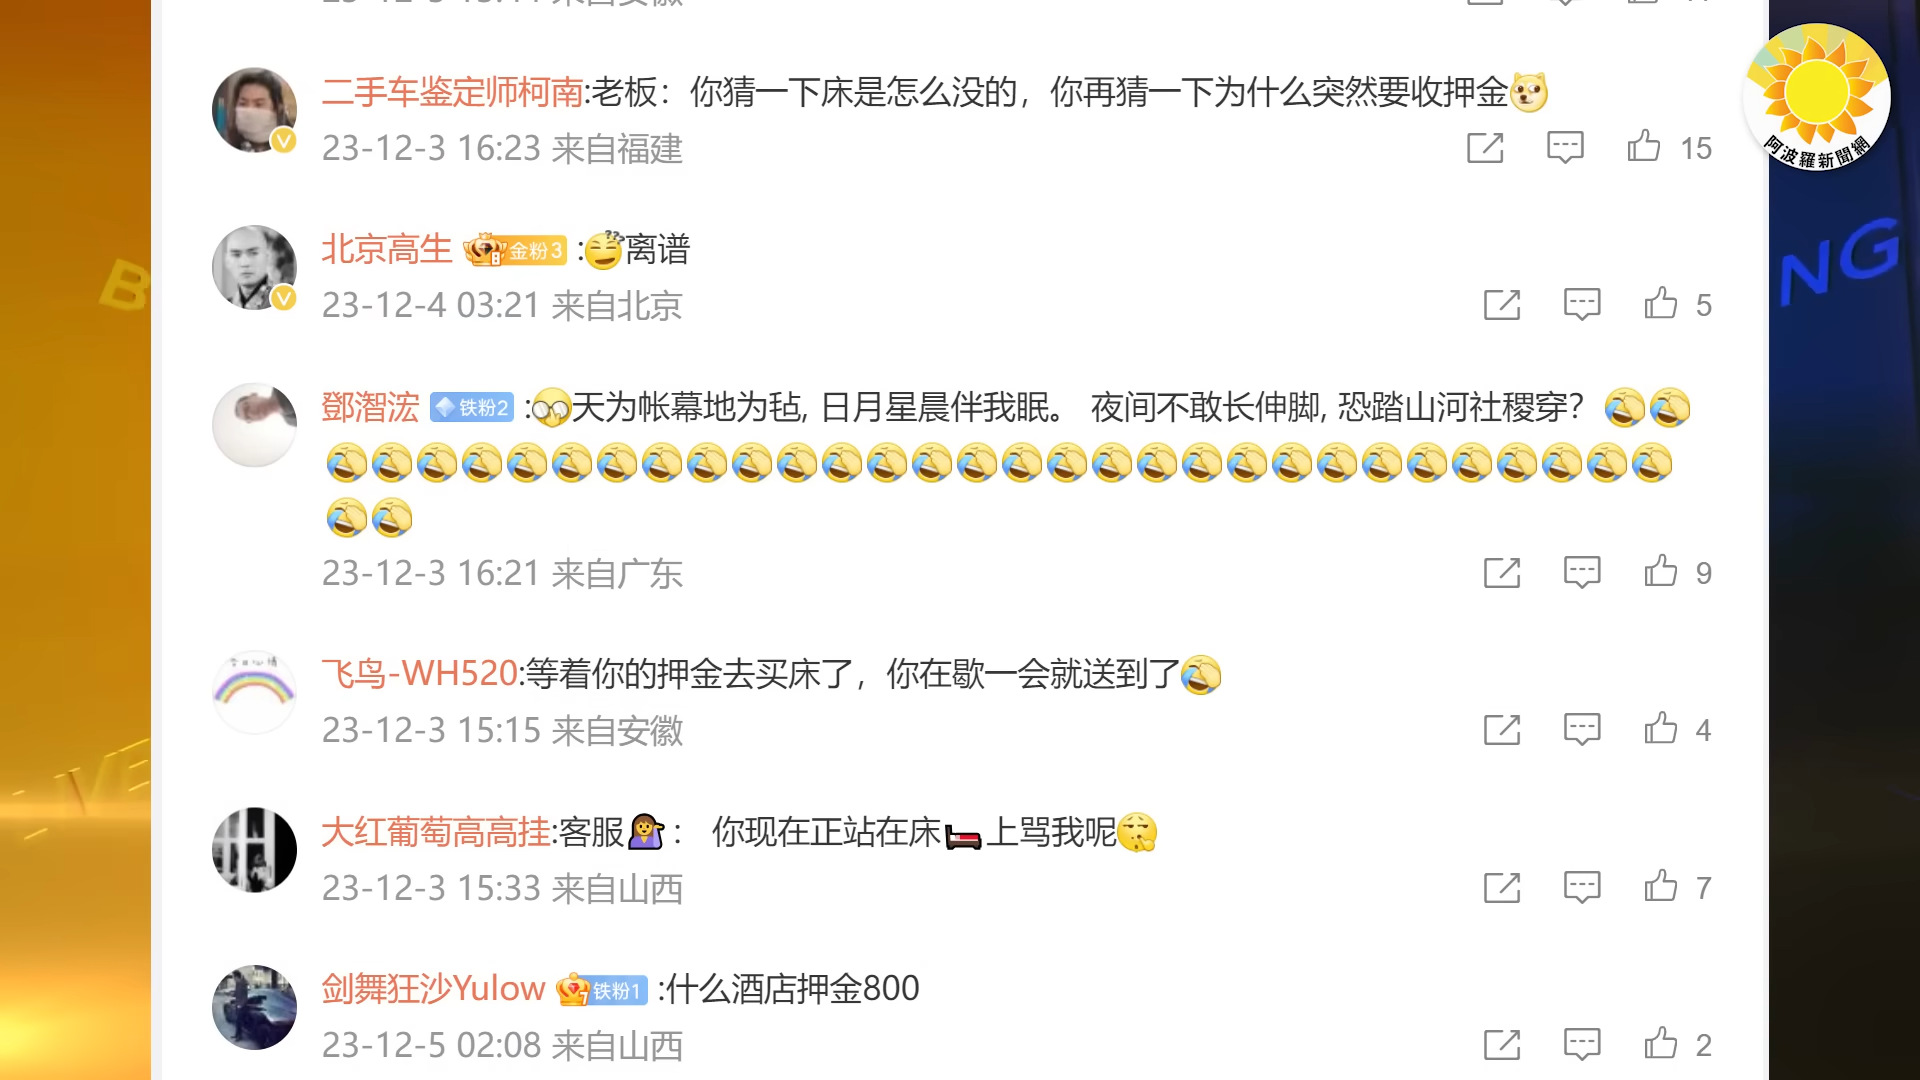 二手车鉴定师柯南:老板：你猜一下床是怎么没的，你再猜一下为什么突然要收押金
23-12-3 16:23 来自福建
15
阿波羅新聞網
北京高生 金粉3 :离谱
23-12-4 03:21 来自北京
5
鄧潪浤 铁粉2 :天为帐幕地为毡, 日月星晨伴我眠。 夜间不敢长伸脚, 恐踏山河社稷穿？
23-12-3 16:21 来自广东
9
飞鸟-WH520:等着你的押金去买床了，你在歇一会就送到了
23-12-3 15:15 来自安徽
4
大红葡萄高高挂:客服： 你现在正站在床上骂我呢
23-12-3 15:33 来自山西
7
剑舞狂沙Yulow 铁粉1 :什么酒店押金800
23-12-5 02:08 来自山西
2
B
NG